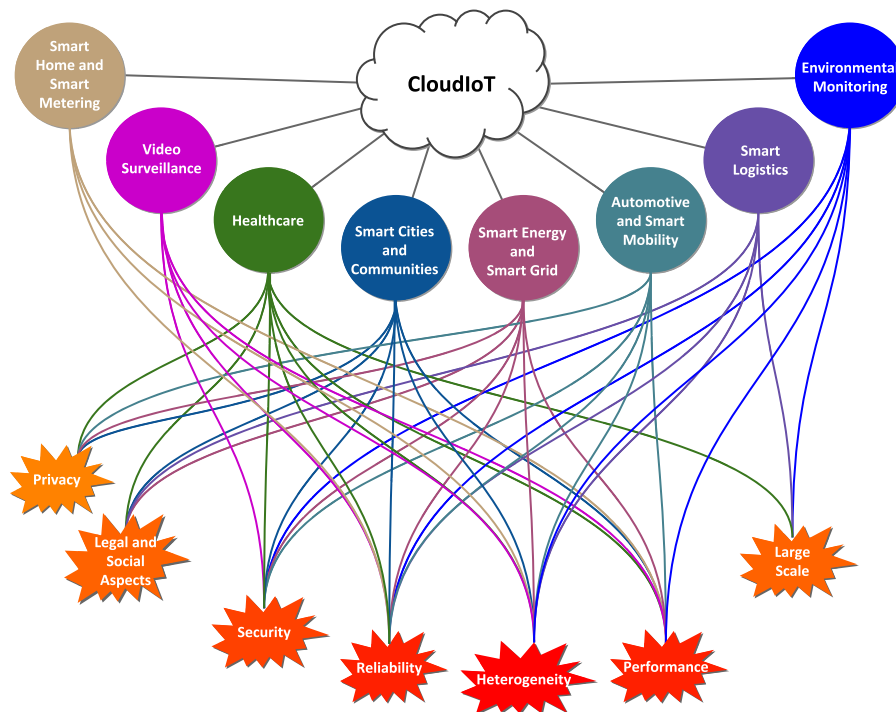 CloudIoT
Smart
Home and
Smart
Metering
Environmental
Monitoring
Video
Surveillance
Smart
Logistics
Healthcare
Automotive
and Smart
Mobility
Smart Cities
and
Communities
Smart Energy
and
Smart Grid
Privacy
Legal and
Social
Aspects
Large
Scale
Security
Reliability
Heterogeneity
Performance